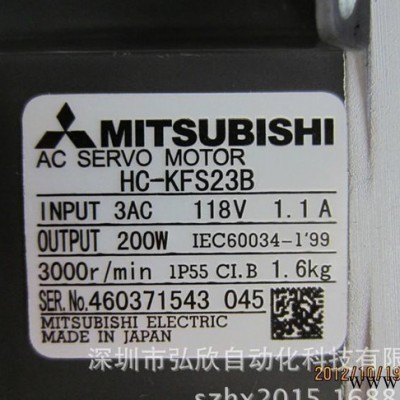 MITSUBISHI
AC SERVO MOTOR
HC-KFS23B
INPUT 3AC 118V 1.1A
OUTPUT 200W IEC60034-1'99
3000r/min IP55 CI.B 1.6kg
SER.No.460371543 045
MITSUBISHI ELECTRIC
MADE IN JAPAN
深圳市弘欣自动化科技有限
2012/10/19
szhx2015.1688